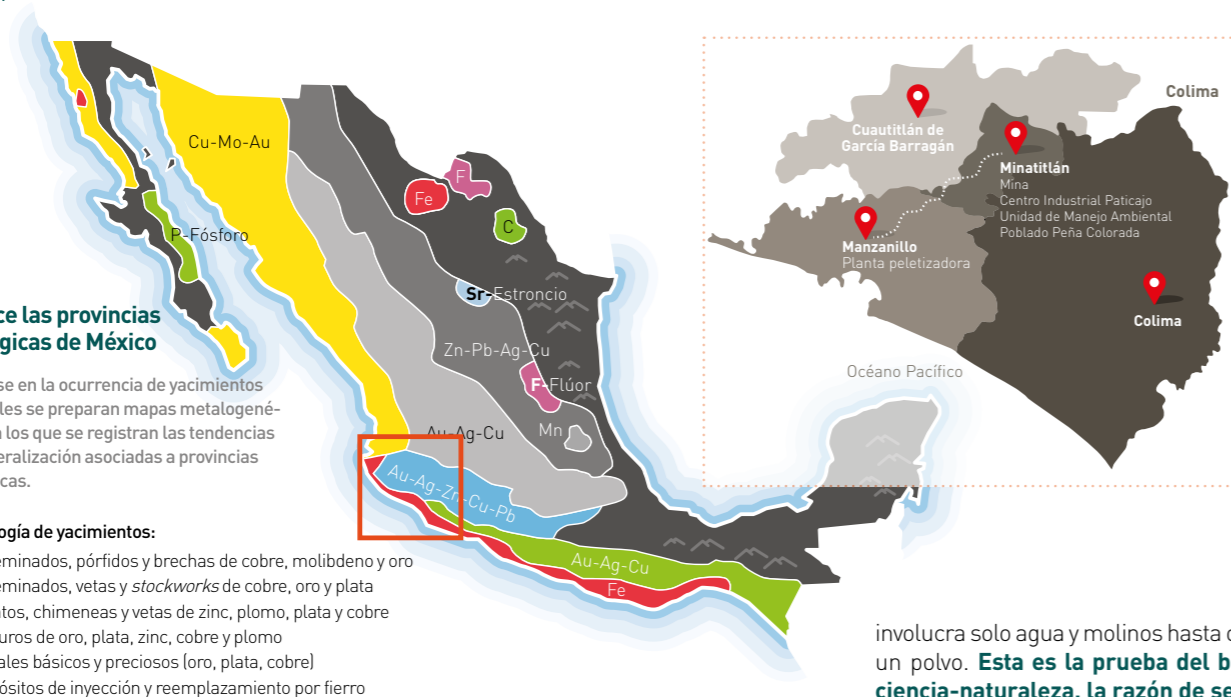 Cu-Mo-Au
F
Fe
C
P-Fósforo
Sr-Estroncio
Zn-Pb-Ag-Cu
F-Flúor
Mn
Au-Ag-Cu
Au-Ag-Zn-Cu-Pb
Au-Ag-Cu
Fe
Colima
Cuautitlán de
García Barragán
Minatitlán
Mina
Centro Industrial Paticajo
Unidad de Manejo Ambiental
Poblado Peña Colorada
Manzanillo
Planta peletizadora
Colima
Océano Pacífico
ce las provincias
gicas de México
se en la ocurrencia de yacimientos
les se preparan mapas metalogené-
los que se registran las tendencias
eralización asociadas a provincias
cas.
ogía de yacimientos:
eminados, pórfidos y brechas de cobre, molibdeno y oro
eminados, vetas y stockworks de cobre, oro y plata
tos, chimeneas y vetas de zinc, plomo, plata y cobre
uros de oro, plata, zinc, cobre y plomo
ales básicos y preciosos (oro, plata, cobre)
ósitos de inyección y reemplazamiento por fierro
involucra solo agua y molinos hasta
un polvo. Esta es la prueba del
ciencia-naturaleza, la razón de